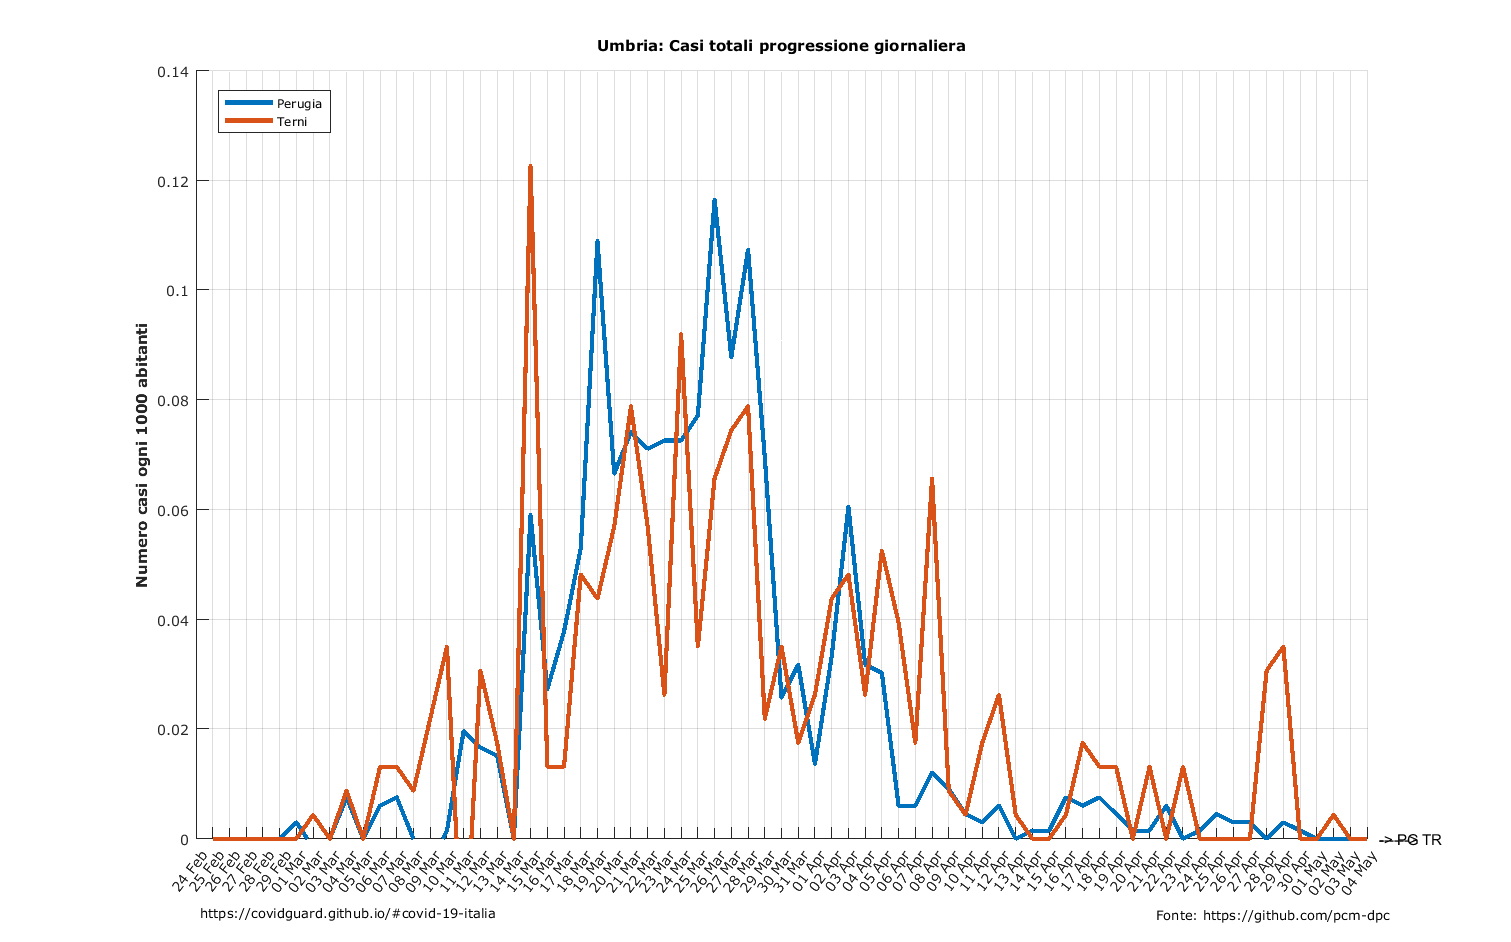 Umbria: Casi totali progressione giornaliera
0.14
0.12
0.1
0.08
0.06
0.04
0.02
0
Numero casi ogni 1000 abitanti
Perugia
Terni
24 Feb
25 Feb
26 Feb
27 Feb
28 Feb
29 Feb
01 Mar
02 Mar
03 Mar
04 Mar
05 Mar
06 Mar
07 Mar
08 Mar
09 Mar
10 Mar
11 Mar
12 Mar
13 Mar
14 Mar
15 Mar
16 Mar
17 Mar
18 Mar
19 Mar
20 Mar
21 Mar
22 Mar
23 Mar
24 Mar
25 Mar
26 Mar
27 Mar
28 Mar
29 Mar
30 Mar
31 Mar
01 Apr
02 Apr
03 Apr
04 Apr
06 Apr
07 Apr
08 Apr
09 Apr
10 Apr
11 Apr
12 Apr
13 Apr
14 Apr
15 Apr
16 Apr
17 Apr
18 Apr
19 Apr
20 Apr
21 Apr
22 Apr
23 Apr
24 Apr
25 Apr
26 Apr
27 Apr
28 Apr
29 Apr
30 Apr
01 May
02 May
03 May
04 May
TR
https://covidguard.github.io/#covid-19-italia
Fonte: https://github.com/pcm-dpc